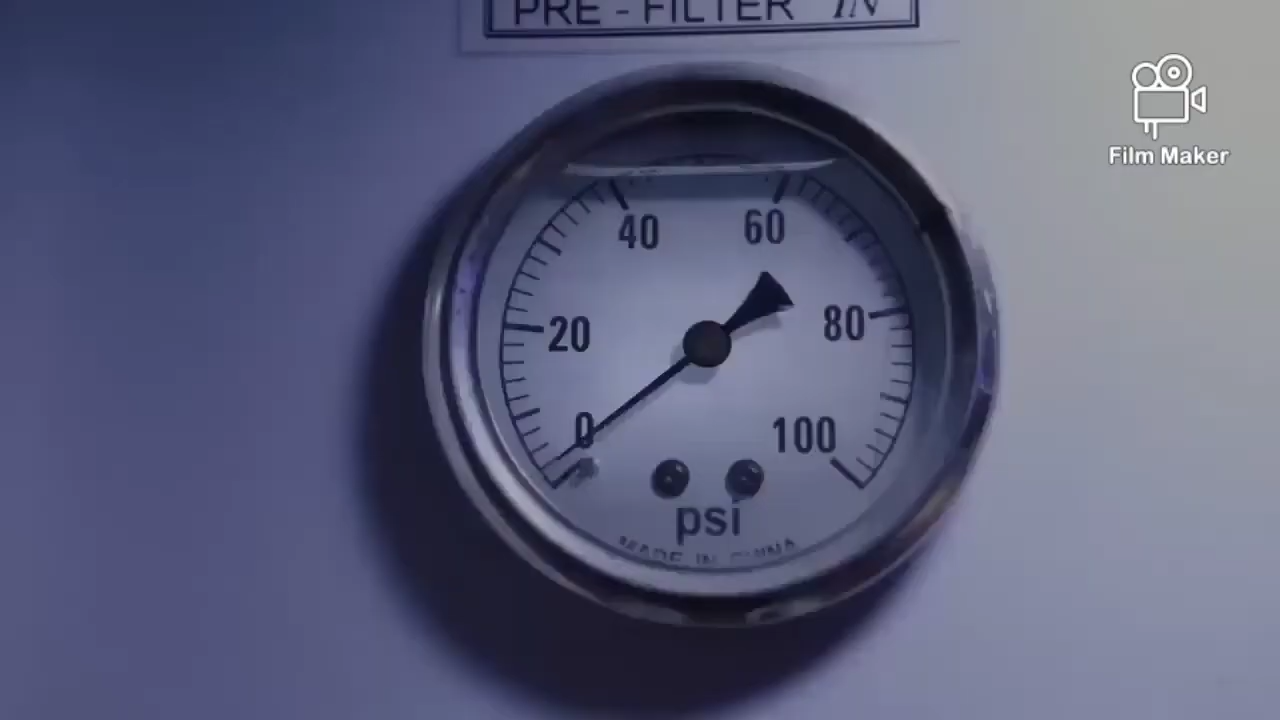 PRE - FILTER IN
Film Maker
40 60
20 80
0 100
psi
MADE IN CHINA